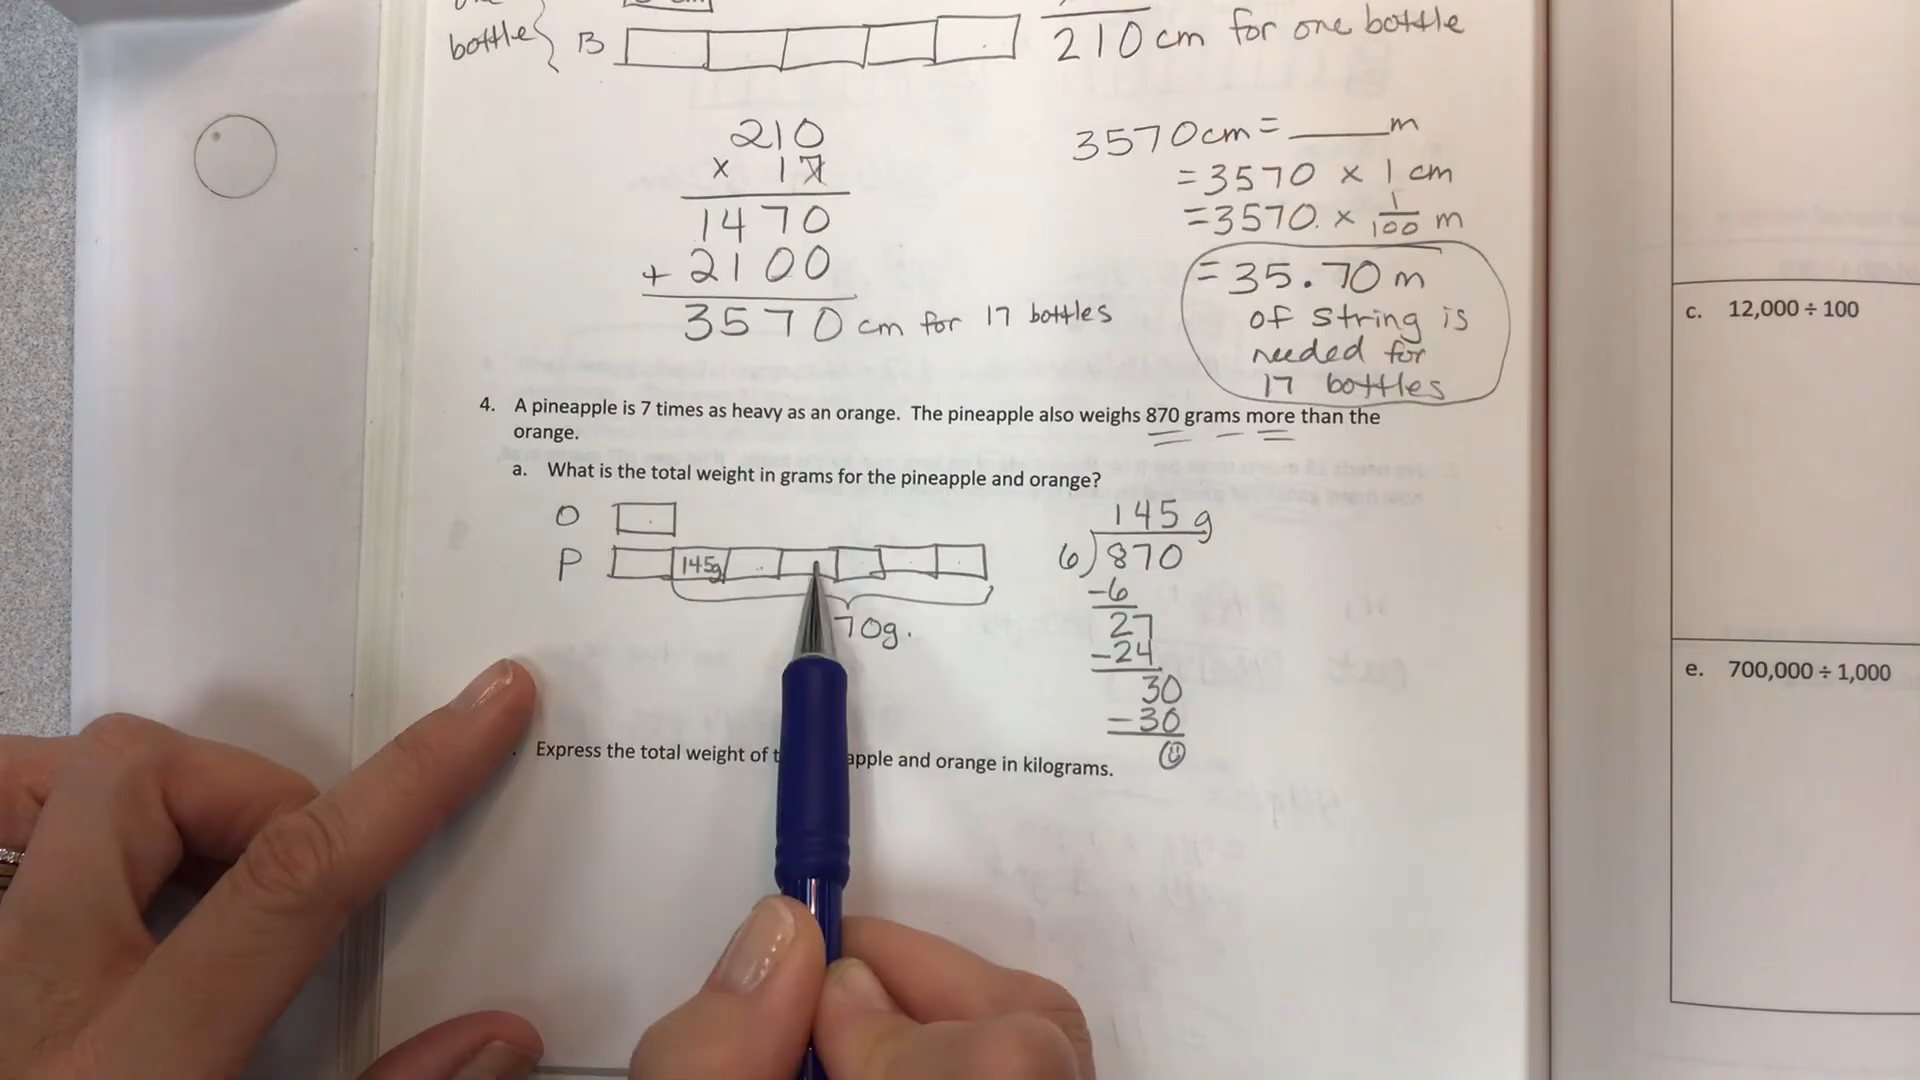 bottle
B
210 cm for one bottle
210
x 17
1470
+ 2100
3570 cm for 17 bottles
3570cm = ____ m
= 3570 x 1 cm
= 3570. x 1/100 m
= 35.70 m
of string is
needed for
17 bottles
4. A pineapple is 7 times as heavy as an orange. The pineapple also weighs 870 grams more than the
orange.
a. What is the total weight in grams for the pineapple and orange?
O
P 145g
70g.
145 g
6)870
-6
27
-24
30
-30
Express the total weight of apple and orange in kilograms.
c. 12,000 ÷ 100
e. 700,000 ÷ 1,000